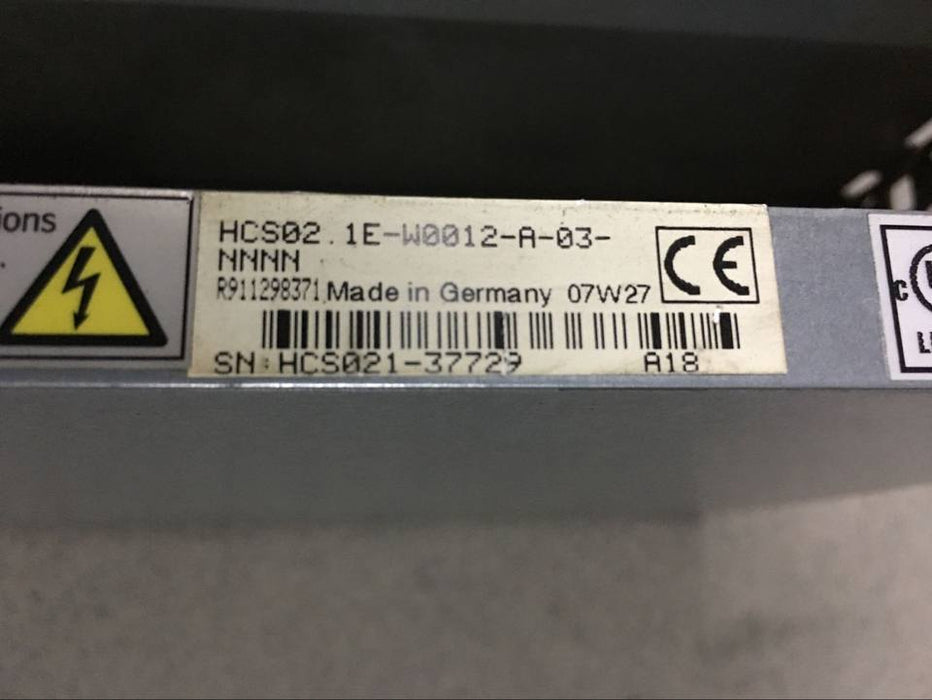 ions
.
HCS02.1E-W0012-A-03-
NNNN
R911298371 Made in Germany 07W27
CE
SN:HCS021-37729 A18
C